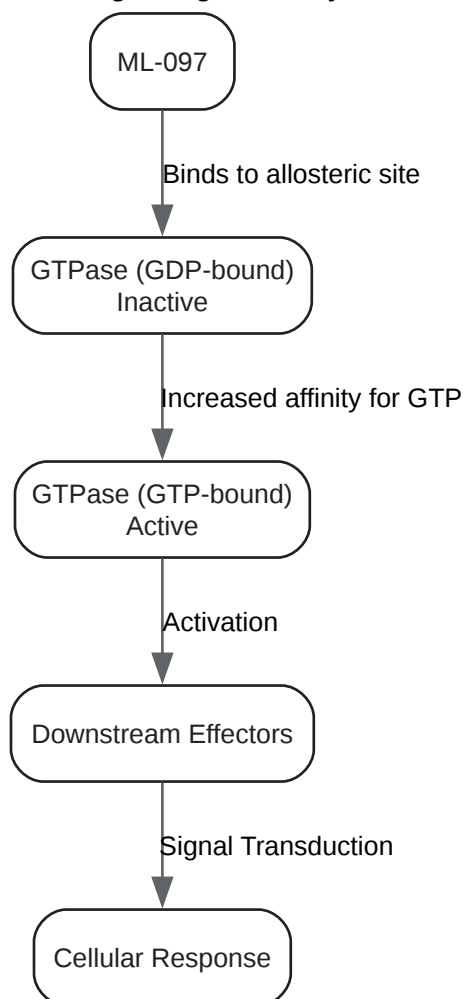 ML-097
Binds to allosteric site
GTPase (GDP-bound)
Inactive
Increased affinity for GTP
GTPase (GTP-bound)
Active
Activation
Downstream Effectors
Signal Transduction
Cellular Response